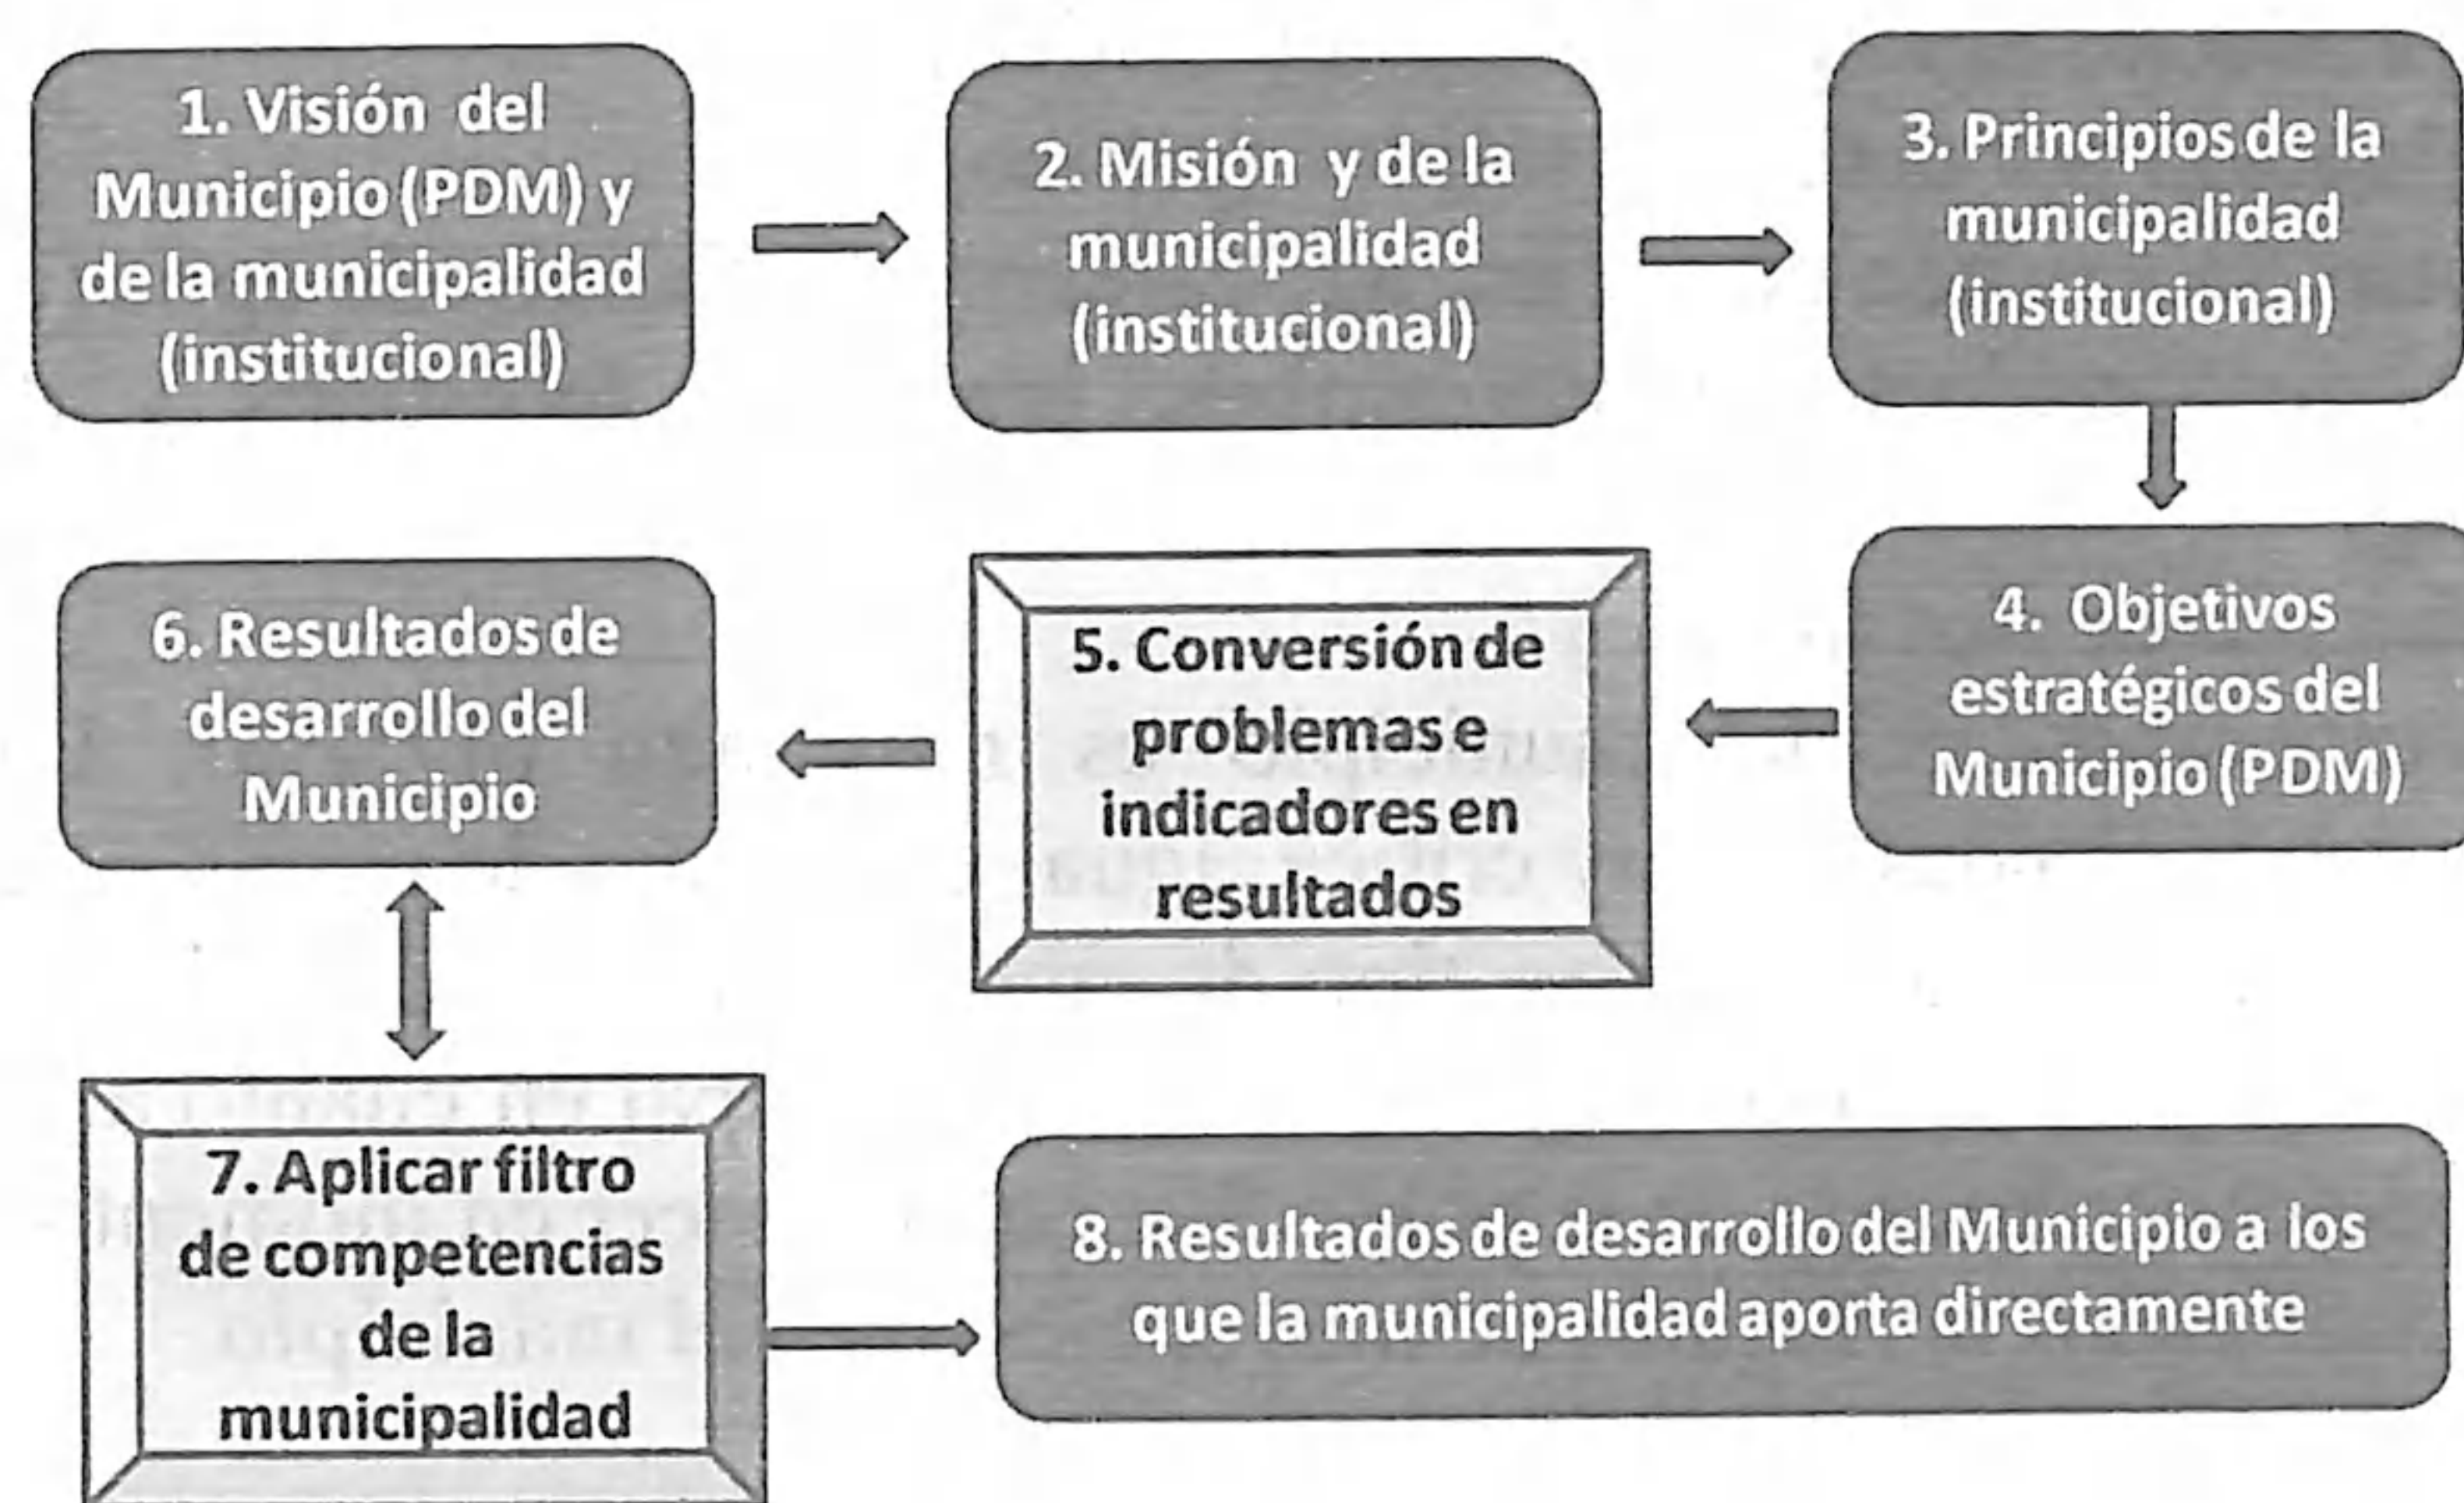 1. Visión del
Municipio (PDM) y
de la municipalidad
(institucional)
2. Misión y de la
municipalidad
(institucional)
3. Principios de la
municipalidad
(institucional)
4. Objetivos
estratégicos del
Municipio (PDM)
5. Conversión de
problemas e
indicadores en
resultados
6. Resultados de
desarrollo del
Municipio
7. Aplicar filtro
de competencias
de la
municipalidad
8. Resultados de desarrollo del Municipio a los
que la municipalidad aporta directamente